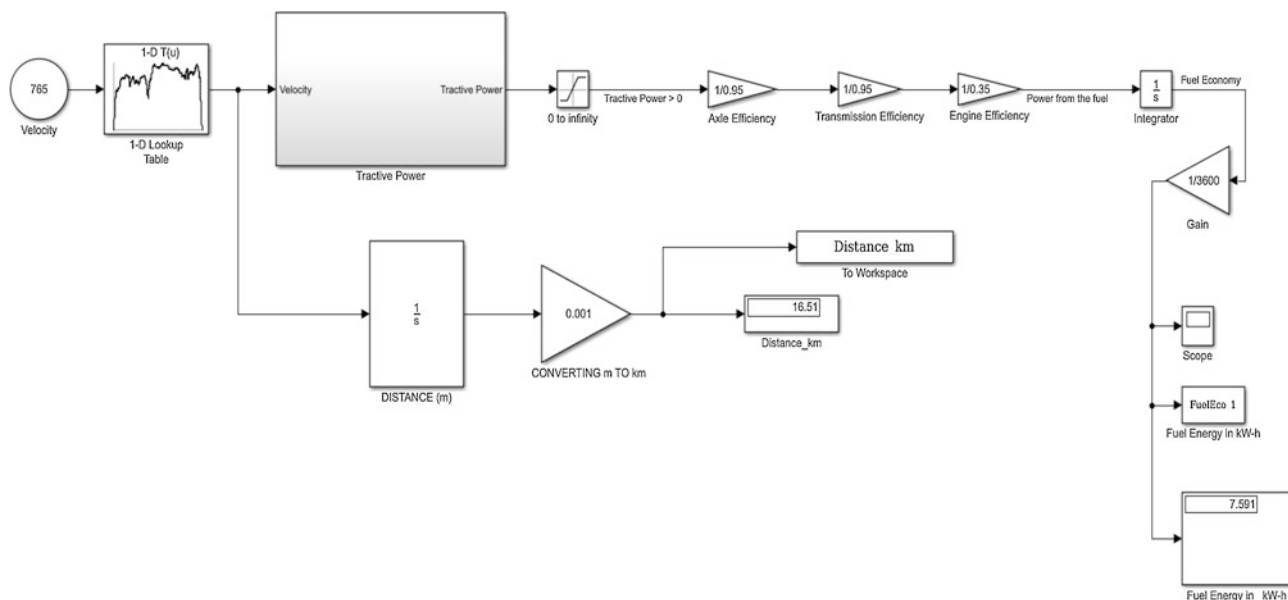 765
Velocity
1-D T(u)
1-D Lookup
Table
Velocity
Tractive Power
Tractive Power
0 to infinity
Tractive Power > 0
1/0.95
Axle Efficiency
1/0.95
Transmission Efficiency
1/0.35
Engine Efficiency
Power from the fuel
1
s
Integrator
Fuel Economy
1/3600
Gain
1
s
DISTANCE (m)
0.001
CONVERTING m TO km
Distance km
To Workspace
16.51
Distance_km
Scope
FuelEco 1
Fuel Energy in kW-h
7.591
Fuel Energy in kW-h